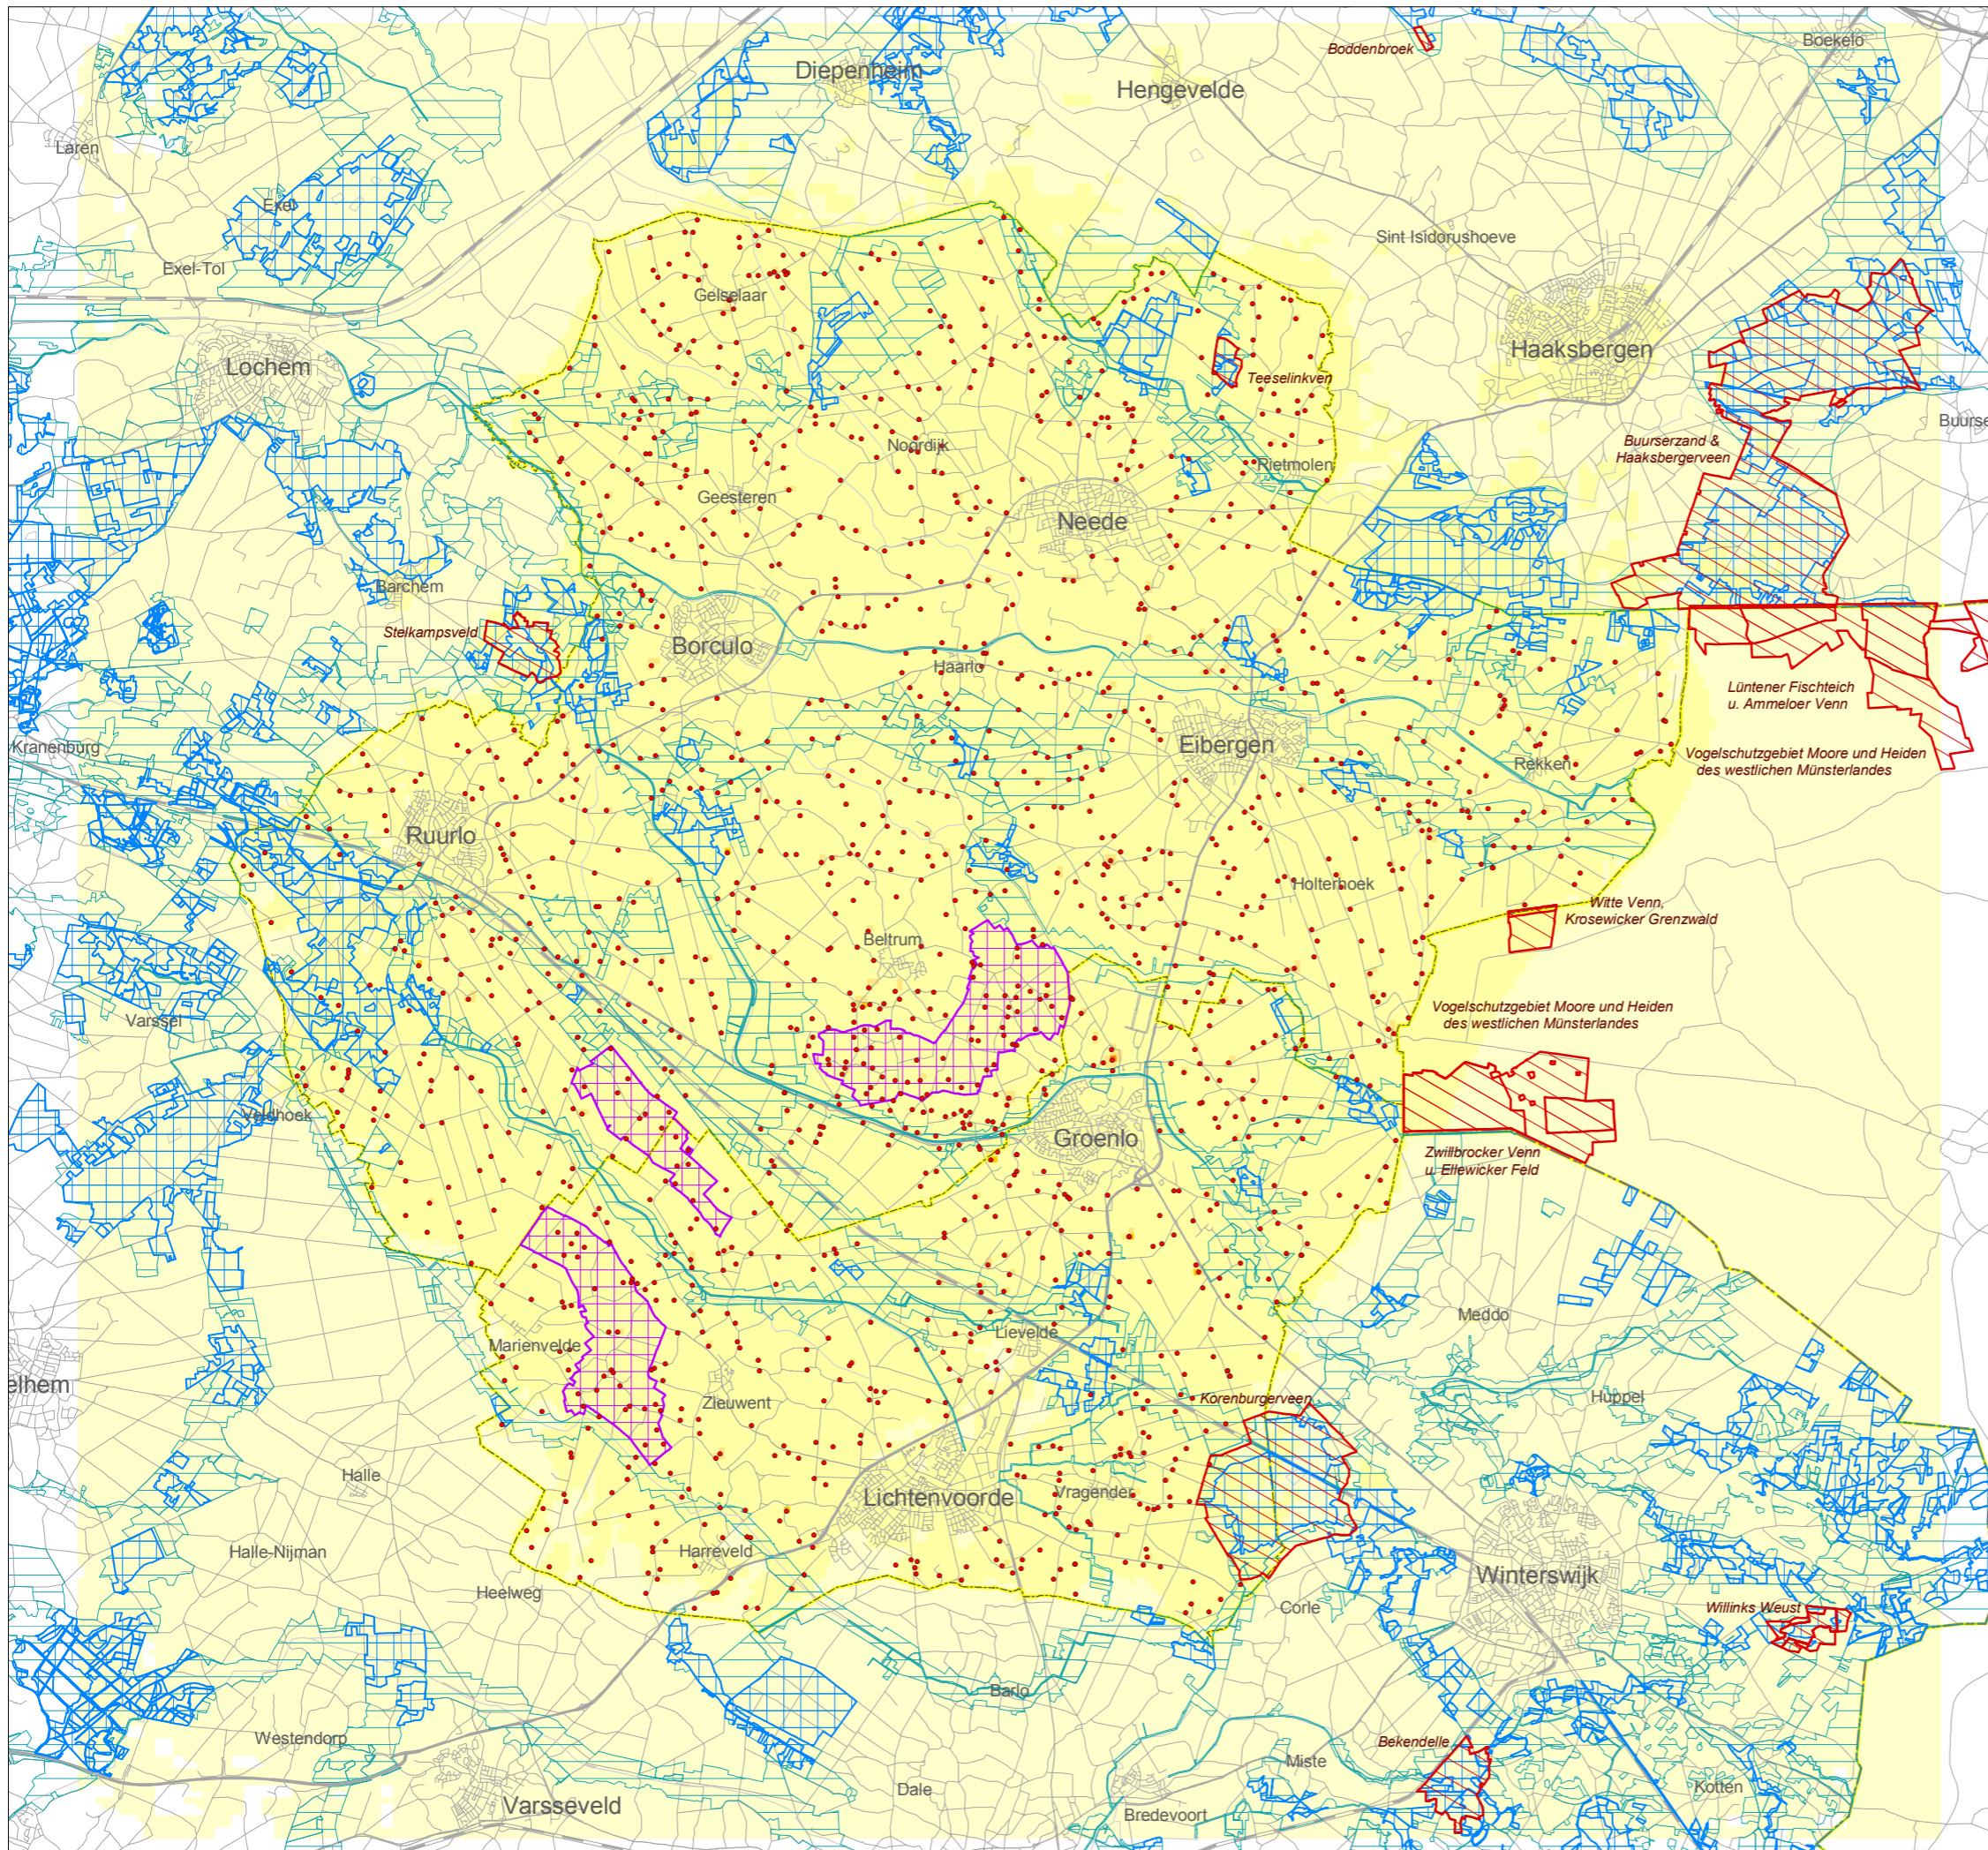 Boddenbroek
Boekelo
Diepenheim
Hengevelde
Laren
Exel
Sint Isidorushoeve
Exel-Tol
Gelselaar
Haaksbergen
Lochem
Teeselinkven
Buurse
Buurserzand &
Haaksbergerveen
Noordijk
Rietmolen
Geesteren
Neede
Barchem
Stelkampsveld
Borculo
Haarlo
Lüntener Fischteich
u. Ammeloer Venn
Kranenburg
Eibergen
Vogelschutzgebiet Moore und Heiden
des westlichen Münsterlandes
Rekken
Ruurlo
Holterhoek
Witte Venn,
Krosewicker Grenzwald
Beltrum
Vogelschutzgebiet Moore und Heiden
des westlichen Münsterlandes
Varssel
Veldhoek
Groenlo
Zwillbrocker Venn
u. Ellewicker Feld
Meddo
Lievelde
Marienvelde
elhem
Zieuwent
Korenburgerveen
Huppel
Halle
Vragender
Lichtenvoorde
Halle-Nijman
Harreveld
Winterswijk
Heelweg
Corle
Willinks Weust
Barlo
Westendorp
Bekendelle
Miste
Dale
Kotten
Varsseveld
Bredevoort